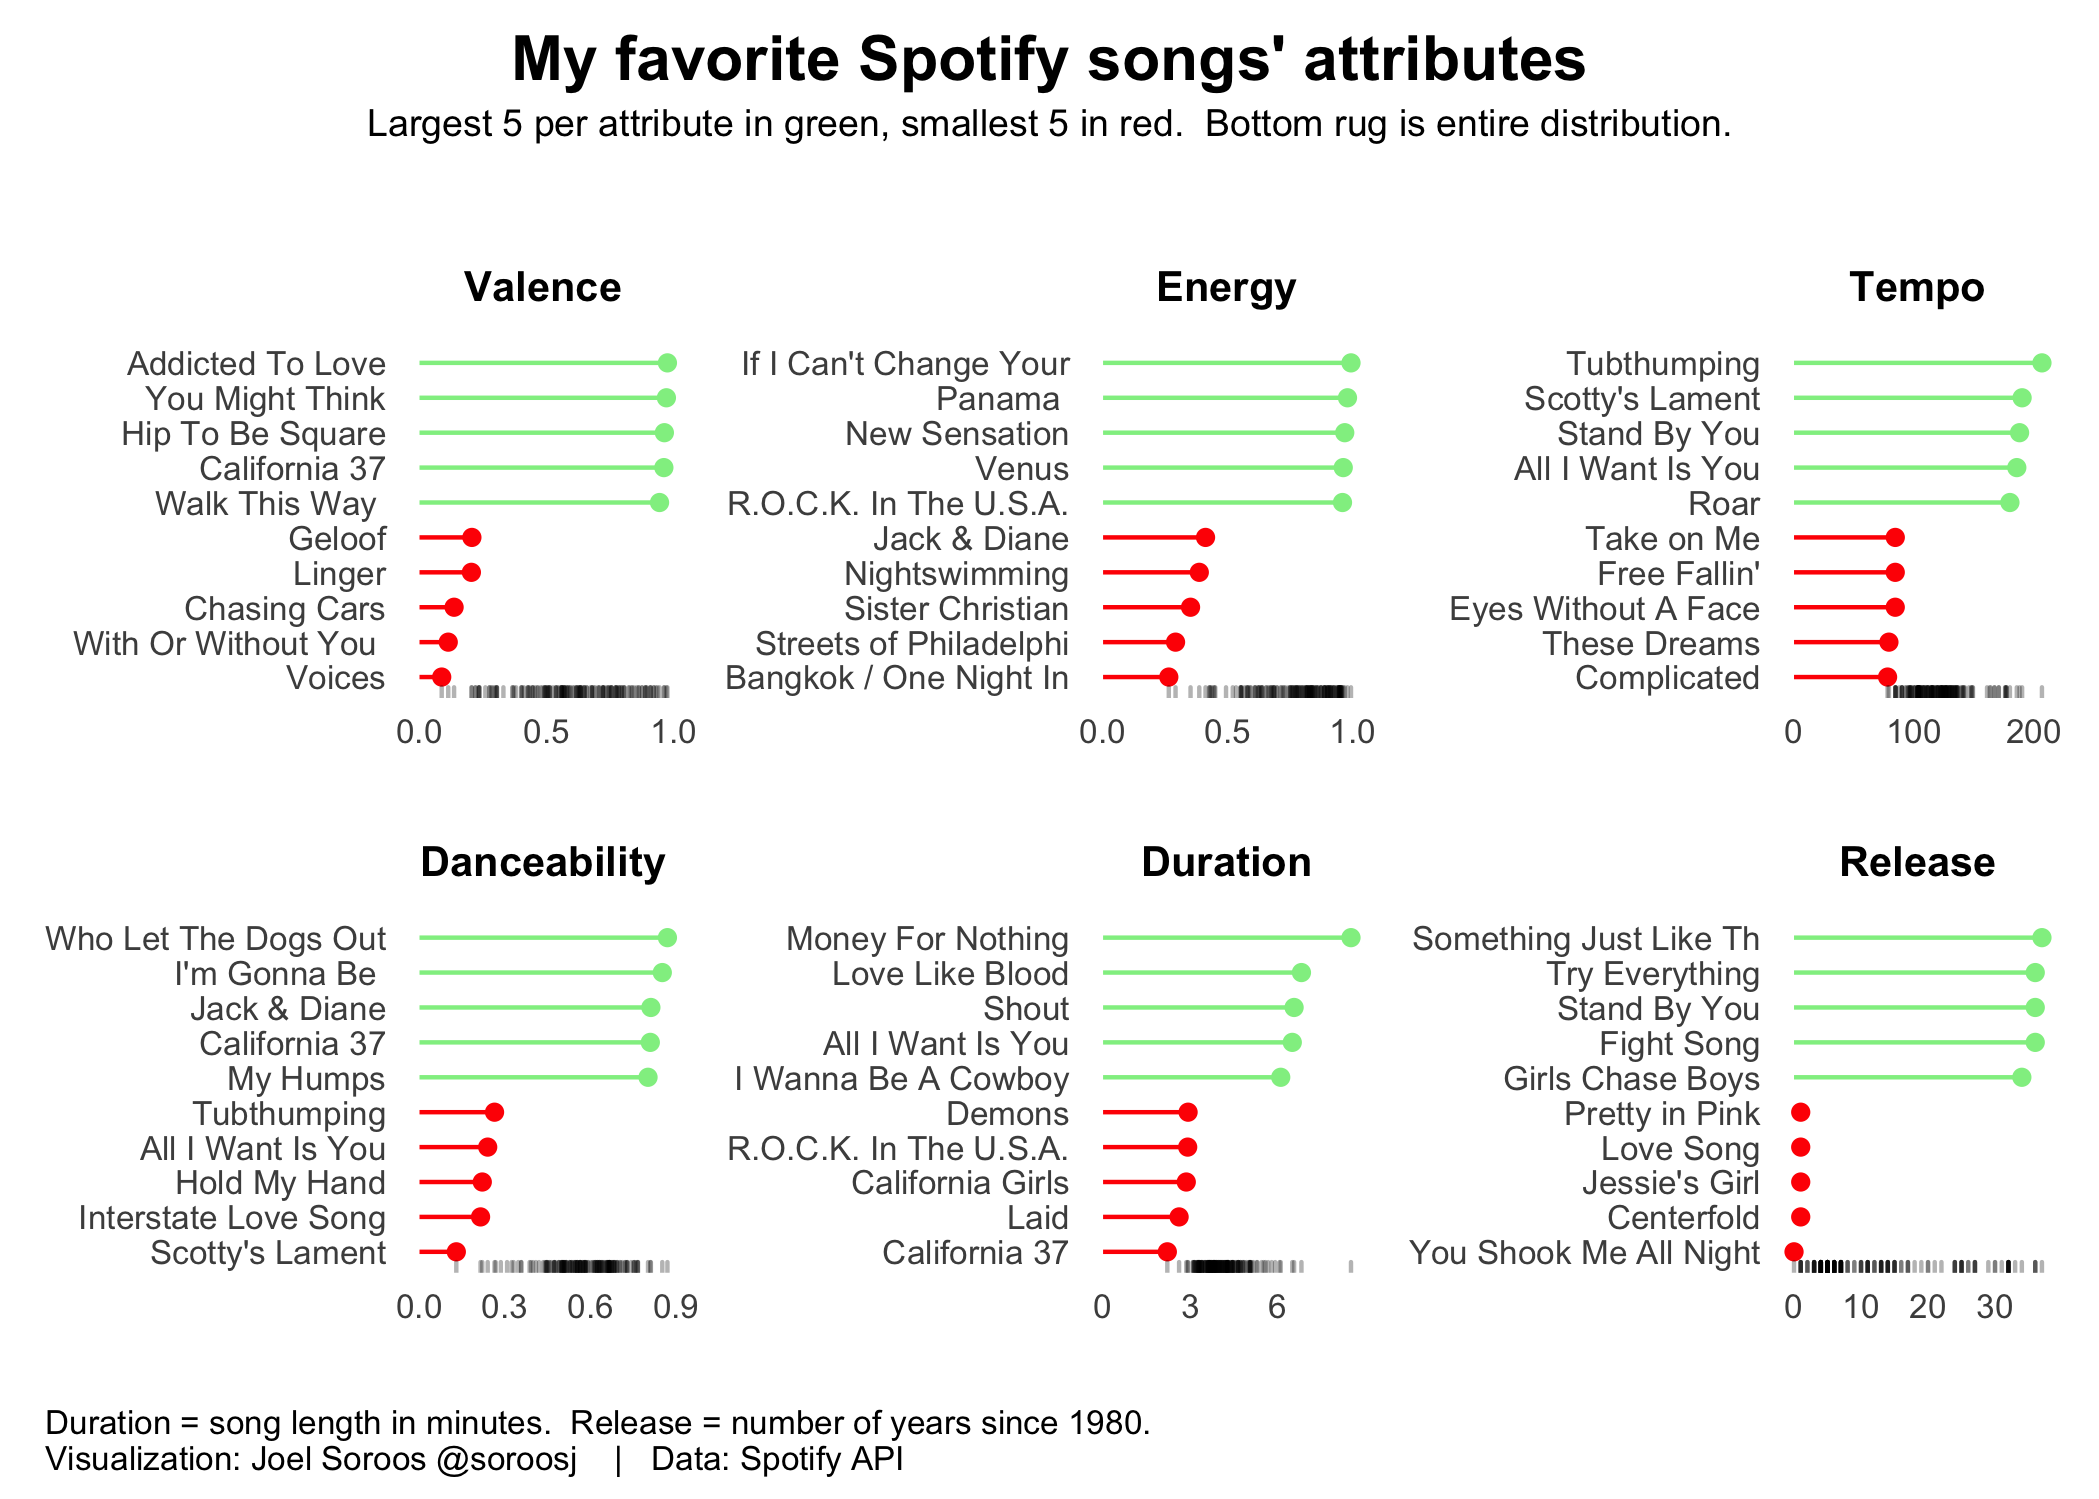 My favorite Spotify songs' attributes
Largest 5 per attribute in green, smallest 5 in red.  Bottom rug is entire distribution.
Valence
Addicted To Love
You Might Think
Hip To Be Square
California 37
Walk This Way
Geloof
Linger
Chasing Cars
With Or Without You
Voices
0.0 0.5 1.0
Energy
If I Can't Change Your
Panama
New Sensation
Venus
R.O.C.K. In The U.S.A.
Jack & Diane
Nightswimming
Sister Christian
Streets of Philadelphi
Bangkok / One Night In
0.0 0.5 1.0
Tempo
Tubthumping
Scotty's Lament
Stand By You
All I Want Is You
Roar
Take on Me
Free Fallin'
Eyes Without A Face
These Dreams
Complicated
0 100 200
Danceability
Who Let The Dogs Out
I'm Gonna Be
Jack & Diane
California 37
My Humps
Tubthumping
All I Want Is You
Hold My Hand
Interstate Love Song
Scotty's Lament
0.0 0.3 0.6 0.9
Duration
Money For Nothing
Love Like Blood
Shout
All I Want Is You
I Wanna Be A Cowboy
Demons
R.O.C.K. In The U.S.A.
California Girls
Laid
California 37
0 3 6
Release
Something Just Like Th
Try Everything
Stand By You
Fight Song
Girls Chase Boys
Pretty in Pink
Love Song
Jessie's Girl
Centerfold
You Shook Me All Night
0 10 20 30
Duration = song length in minutes.  Release = number of years since 1980.
Visualization: Joel Soroos @soroosj    |   Data: Spotify API